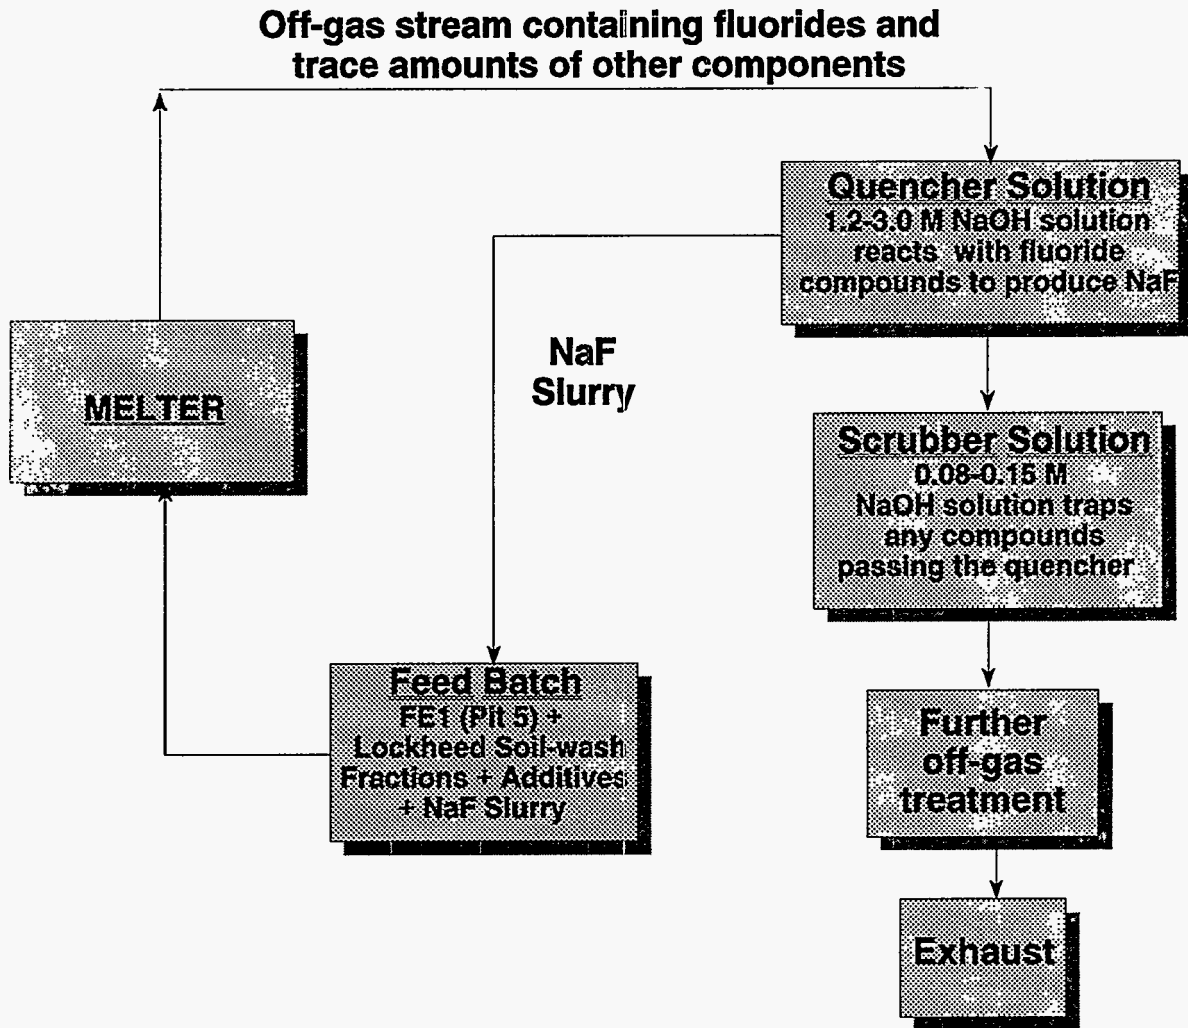 Off-gas stream containing fluorides and
trace amounts of other components
Quencher Solution
1.2-3.0 M NaOH solution
reacts with fluoride
compounds to produce NaF
NaF
Slurry
MELTER
Scrubber Solution
0.08-0.15 M
NaOH solution traps
any compounds
passing the quencher
Feed Batch
FE1 (Pit 5) +
Lockheed Soil-wash
Fractions + Additives
+ NaF Slurry
Further
off-gas
treatment
Exhaust